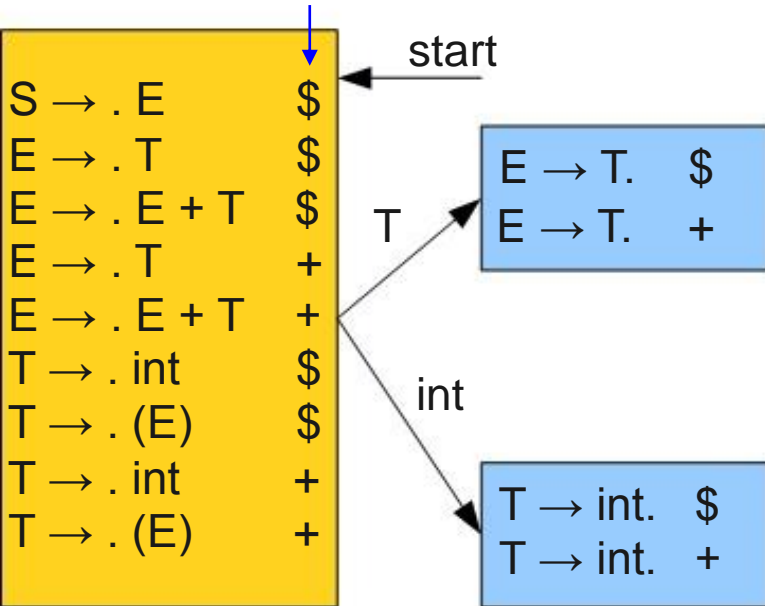 start
S → . E $
E → . T $
E → . E + T $
E → . T +
E → . E + T +
T → . int $
T → . (E) $
T → . int +
T → . (E) +
T
E → T. $
E → T. +
int
T → int. $
T → int. +